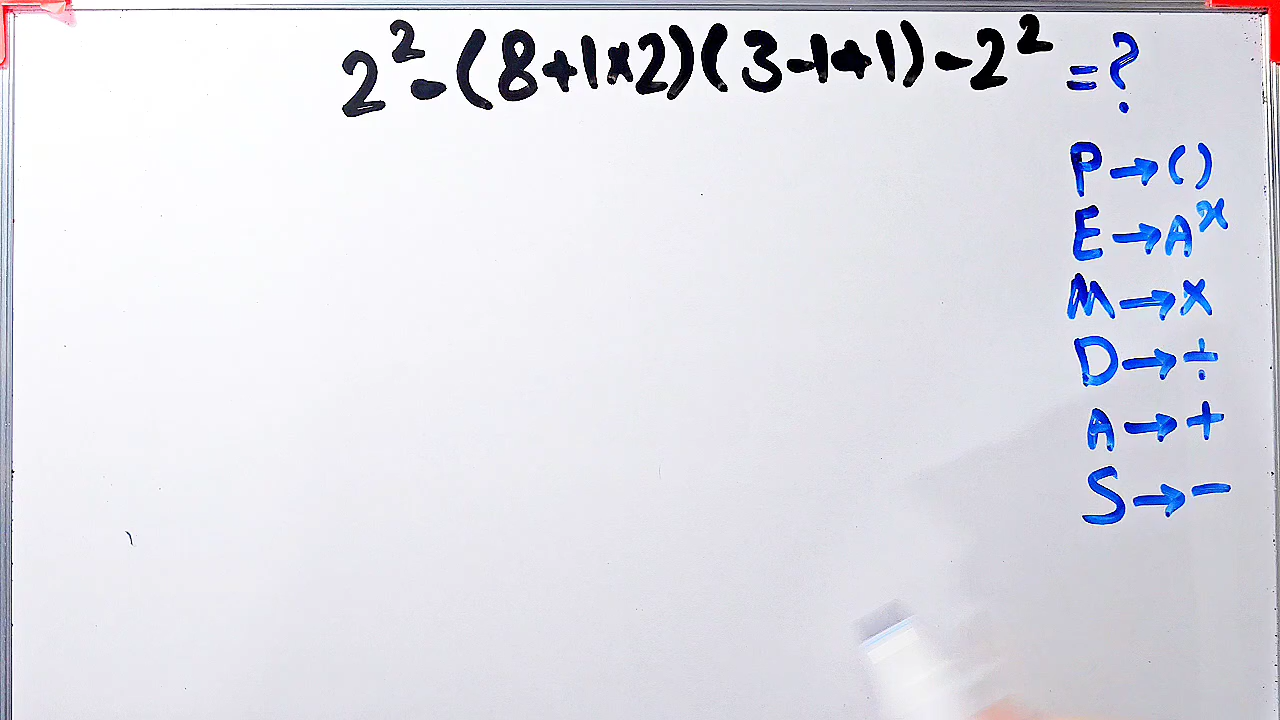 2² - (8+1×2)(3-1+1) - 2² = ?
P → ()
E → Aˣ
M → ×
D → ÷
A → +
S → −